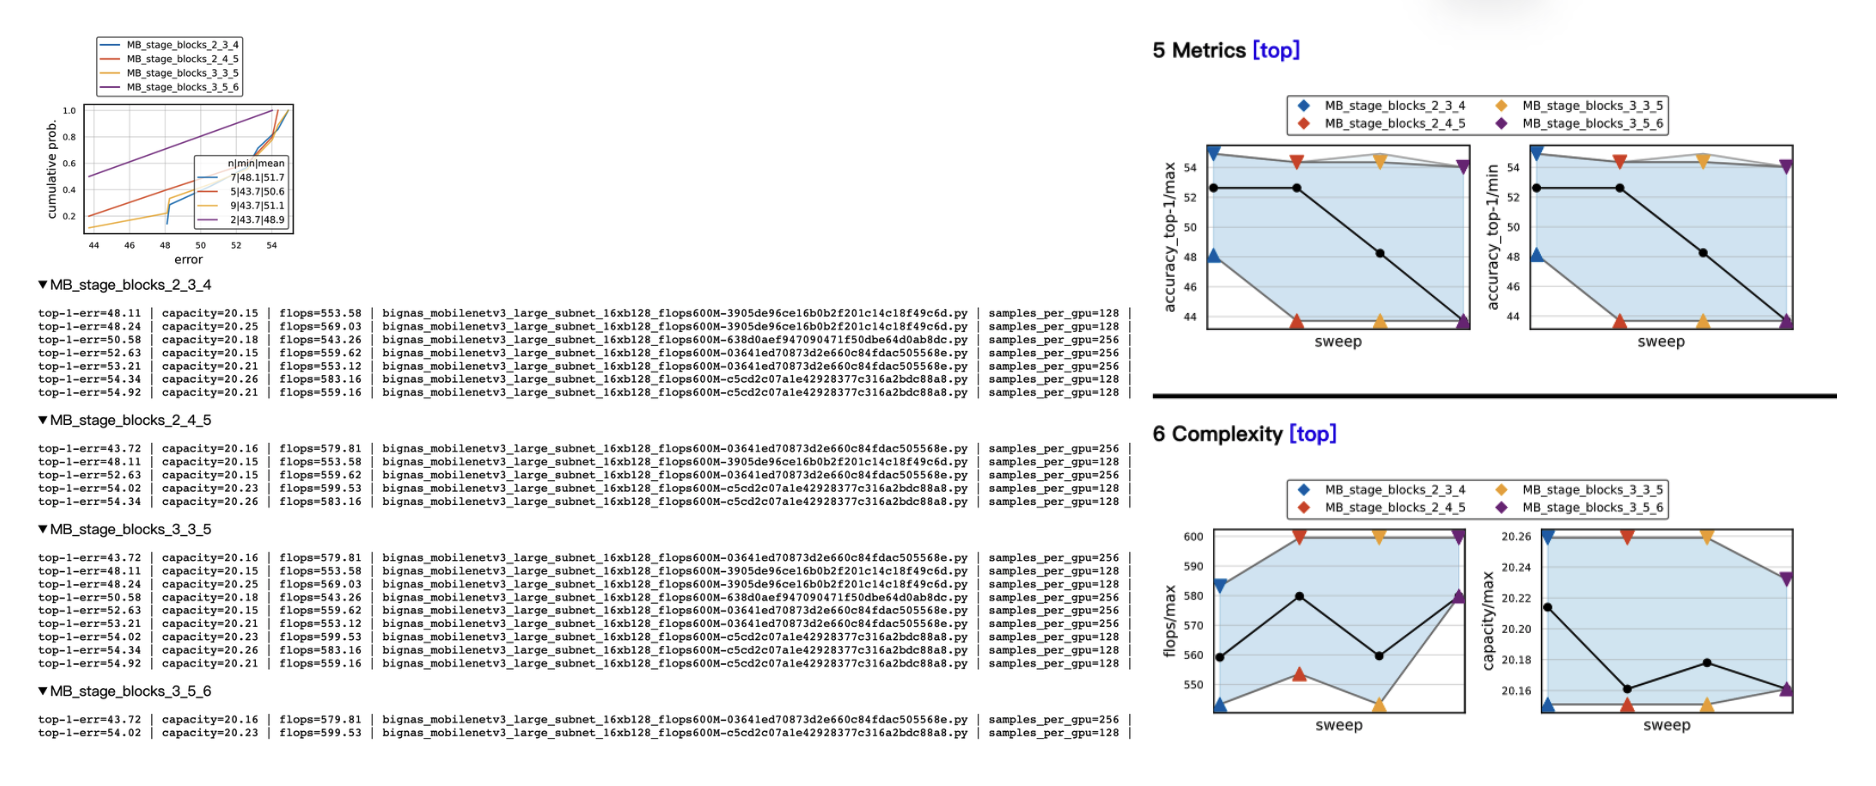 MB_stage_blocks_2_3_4
MB_stage_blocks_2_4_5
MB_stage_blocks_3_3_5
MB_stage_blocks_3_5_6
cumulative prob.
1.0
0.8
0.6
0.4
0.2
n|min|mean
7|48.1|51.7
5|43.7|50.6
9|43.7|51.1
2|43.7|48.9
44 46 48 50 52 54
error
▼MB_stage_blocks_2_3_4
top-1-err=48.11 | capacity=20.15 | flops=553.58 | bignas_mobilenetv3_large_subnet_16xb128_flops600M-3905de96ce16b0b2f201c14c18f49c6d.py | samples_per_gpu=128 |
top-1-err=48.24 | capacity=20.25 | flops=569.03 | bignas_mobilenetv3_large_subnet_16xb128_flops600M-3905de96ce16b0b2f201c14c18f49c6d.py | samples_per_gpu=128 |
top-1-err=50.58 | capacity=20.18 | flops=543.26 | bignas_mobilenetv3_large_subnet_16xb128_flops600M-638d0aef947090471f50dbe64d0ab8dc.py | samples_per_gpu=256 |
top-1-err=52.63 | capacity=20.15 | flops=559.62 | bignas_mobilenetv3_large_subnet_16xb128_flops600M-03641ed70873d2e660c84fdac505568e.py | samples_per_gpu=256 |
top-1-err=53.21 | capacity=20.21 | flops=553.12 | bignas_mobilenetv3_large_subnet_16xb128_flops600M-03641ed70873d2e660c84fdac505568e.py | samples_per_gpu=256 |
top-1-err=54.34 | capacity=20.26 | flops=583.16 | bignas_mobilenetv3_large_subnet_16xb128_flops600M-c5cd2c07a1e42928377c316a2bdc88a8.py | samples_per_gpu=128 |
top-1-err=54.92 | capacity=20.21 | flops=559.16 | bignas_mobilenetv3_large_subnet_16xb128_flops600M-c5cd2c07a1e42928377c316a2bdc88a8.py | samples_per_gpu=128 |
▼MB_stage_blocks_2_4_5
top-1-err=43.72 | capacity=20.16 | flops=579.81 | bignas_mobilenetv3_large_subnet_16xb128_flops600M-03641ed70873d2e660c84fdac505568e.py | samples_per_gpu=256 |
top-1-err=48.11 | capacity=20.15 | flops=553.58 | bignas_mobilenetv3_large_subnet_16xb128_flops600M-3905de96ce16b0b2f201c14c18f49c6d.py | samples_per_gpu=128 |
top-1-err=52.63 | capacity=20.15 | flops=559.62 | bignas_mobilenetv3_large_subnet_16xb128_flops600M-03641ed70873d2e660c84fdac505568e.py | samples_per_gpu=256 |
top-1-err=54.02 | capacity=20.23 | flops=599.53 | bignas_mobilenetv3_large_subnet_16xb128_flops600M-c5cd2c07a1e42928377c316a2bdc88a8.py | samples_per_gpu=128 |
top-1-err=54.34 | capacity=20.26 | flops=583.16 | bignas_mobilenetv3_large_subnet_16xb128_flops600M-c5cd2c07a1e42928377c316a2bdc88a8.py | samples_per_gpu=128 |
▼MB_stage_blocks_3_3_5
top-1-err=43.72 | capacity=20.16 | flops=579.81 | bignas_mobilenetv3_large_subnet_16xb128_flops600M-03641ed70873d2e660c84fdac505568e.py | samples_per_gpu=256 |
top-1-err=48.11 | capacity=20.15 | flops=553.58 | bignas_mobilenetv3_large_subnet_16xb128_flops600M-3905de96ce16b0b2f201c14c18f49c6d.py | samples_per_gpu=128 |
top-1-err=48.24 | capacity=20.25 | flops=569.03 | bignas_mobilenetv3_large_subnet_16xb128_flops600M-3905de96ce16b0b2f201c14c18f49c6d.py | samples_per_gpu=128 |
top-1-err=50.58 | capacity=20.18 | flops=543.26 | bignas_mobilenetv3_large_subnet_16xb128_flops600M-638d0aef947090471f50dbe64d0ab8dc.py | samples_per_gpu=256 |
top-1-err=52.63 | capacity=20.15 | flops=559.62 | bignas_mobilenetv3_large_subnet_16xb128_flops600M-03641ed70873d2e660c84fdac505568e.py | samples_per_gpu=256 |
top-1-err=53.21 | capacity=20.21 | flops=553.12 | bignas_mobilenetv3_large_subnet_16xb128_flops600M-03641ed70873d2e660c84fdac505568e.py | samples_per_gpu=256 |
top-1-err=54.02 | capacity=20.23 | flops=599.53 | bignas_mobilenetv3_large_subnet_16xb128_flops600M-c5cd2c07a1e42928377c316a2bdc88a8.py | samples_per_gpu=128 |
top-1-err=54.34 | capacity=20.26 | flops=583.16 | bignas_mobilenetv3_large_subnet_16xb128_flops600M-c5cd2c07a1e42928377c316a2bdc88a8.py | samples_per_gpu=128 |
top-1-err=54.92 | capacity=20.21 | flops=559.16 | bignas_mobilenetv3_large_subnet_16xb128_flops600M-c5cd2c07a1e42928377c316a2bdc88a8.py | samples_per_gpu=128 |
▼MB_stage_blocks_3_5_6
top-1-err=43.72 | capacity=20.16 | flops=579.81 | bignas_mobilenetv3_large_subnet_16xb128_flops600M-03641ed70873d2e660c84fdac505568e.py | samples_per_gpu=256 |
top-1-err=54.02 | capacity=20.23 | flops=599.53 | bignas_mobilenetv3_large_subnet_16xb128_flops600M-c5cd2c07a1e42928377c316a2bdc88a8.py | samples_per_gpu=128 |
5 Metrics [top]
MB_stage_blocks_2_3_4 MB_stage_blocks_3_3_5
MB_stage_blocks_2_4_5 MB_stage_blocks_3_5_6
accuracy_top-1/max
54
52
50
48
46
44
sweep
accuracy_top-1/min
54
52
50
48
46
44
sweep
6 Complexity [top]
MB_stage_blocks_2_3_4 MB_stage_blocks_3_3_5
MB_stage_blocks_2_4_5 MB_stage_blocks_3_5_6
flops/max
600
590
580
570
560
550
sweep
capacity/max
20.26
20.24
20.22
20.20
20.18
20.16
sweep